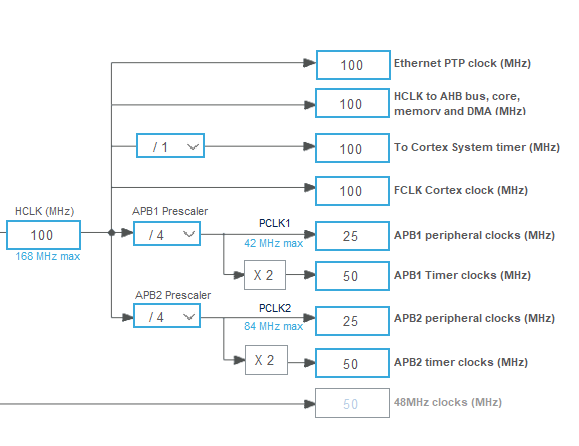 100
Ethernet PTP clock (MHz)
100
HCLK to AHB bus, core,
memory and DMA (MHz)
/ 1
100
To Cortex System timer (MHz)
100
FCLK Cortex clock (MHz)
HCLK (MHz)
100
168 MHz max
APB1 Prescaler
/ 4
PCLK1
42 MHz max
25
APB1 peripheral clocks (MHz)
X 2
50
APB1 Timer clocks (MHz)
APB2 Prescaler
/ 4
PCLK2
84 MHz max
25
APB2 peripheral clocks (MHz)
X 2
50
APB2 timer clocks (MHz)
50
48MHz clocks (MHz)